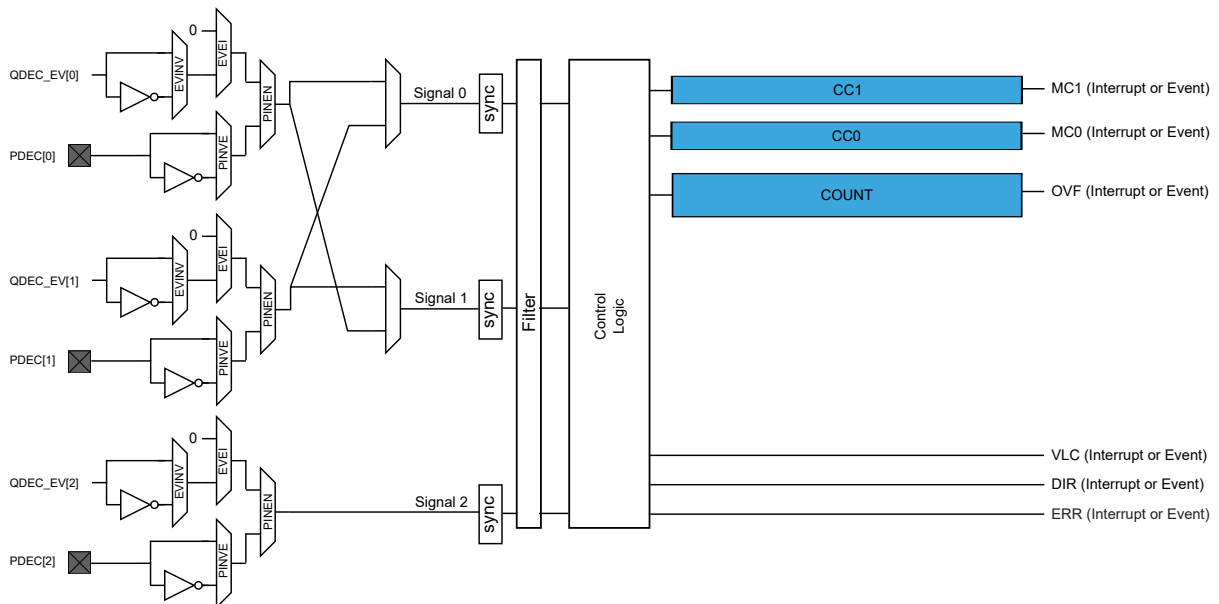 0
QDEC_EV[0]
EVINV
EVEI
PINEN
PDEC[0]
PINVE
Signal 0
sync
0
QDEC_EV[1]
EVINV
EVEI
PINEN
PDEC[1]
PINVE
Signal 1
sync
0
QDEC_EV[2]
EVINV
EVEI
PINEN
PDEC[2]
PINVE
Signal 2
sync
Filter
Control
Logic
CC1
MC1 (Interrupt or Event)
CC0
MC0 (Interrupt or Event)
COUNT
OVF (Interrupt or Event)
VLC (Interrupt or Event)
DIR (Interrupt or Event)
ERR (Interrupt or Event)